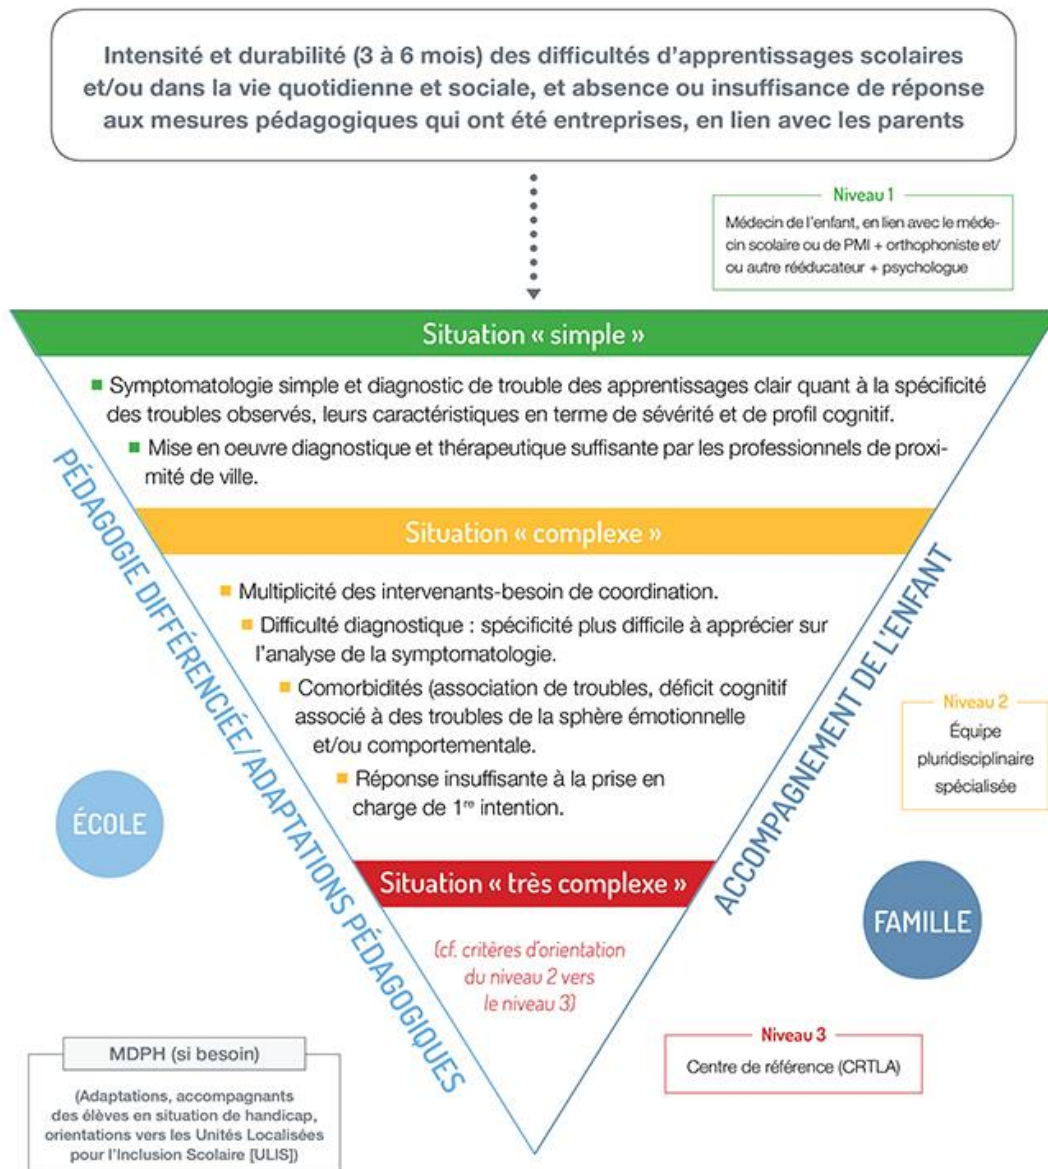 Intensité et durabilité (3 à 6 mois) des difficultés d'apprentissages scolaires
et/ou dans la vie quotidienne et sociale, et absence ou insuffisance de réponse
aux mesures pédagogiques qui ont été entreprises, en lien avec les parents
Niveau 1
Médecin de l'enfant, en lien avec le méde-
cin scolaire ou de PMI + orthophoniste et/
ou autre rééducateur + psychologue
Situation « simple »
■ Symptomatologie simple et diagnostic de trouble des apprentissages clair quant à la spécificité
des troubles observés, leurs caractéristiques en terme de sévérité et de profil cognitif.
■ Mise en oeuvre diagnostique et thérapeutique suffisante par les professionnels de proxi-
mité de ville.
PÉDAGOGIE DIFFÉRENCIÉE/ADAPTATIONS PÉDAGOGIQUES
Situation « complexe »
■ Multiplicité des intervenants-besoin de coordination.
■ Difficulté diagnostique : spécificité plus difficile à apprécier sur
l'analyse de la symptomatologie.
■ Comorbidités (association de troubles, déficit cognitif
associé à des troubles de la sphère émotionnelle
et/ou comportementale.
■ Réponse insuffisante à la prise en
charge de 1re intention.
ACCOMPAGNEMENT DE L'ENFANT
Niveau 2
Équipe
pluridisciplinaire
spécialisée
ÉCOLE
Situation « très complexe »
FAMILLE
(cf. critères d'orientation
du niveau 2 vers
le niveau 3)
Niveau 3
Centre de référence (CRTLA)
MDPH (si besoin)
(Adaptations, accompagnants
des élèves en situation de handicap,
orientations vers les Unités Localisées
pour l'Inclusion Scolaire [ULIS])